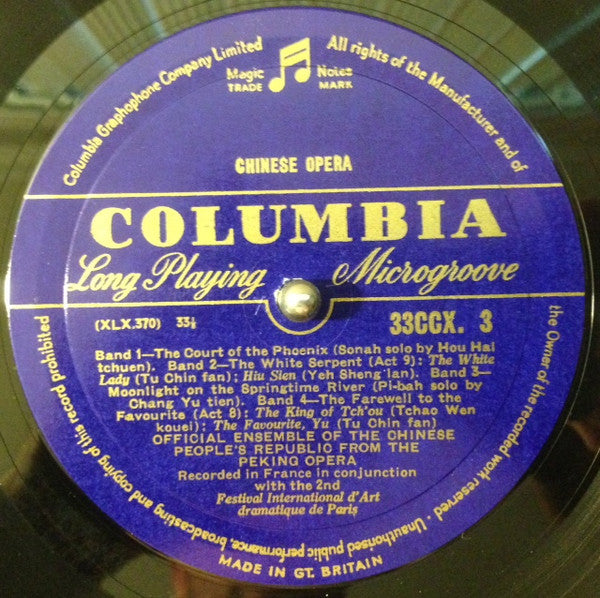 Columbia Graphophone Company Limited
All rights of the Manufacturer and of
the Owner of the recorded work reserved - Unauthorised public performance, broadcasting and copying of this record prohibited
Magic Notes
TRADE MARK
CHINESE OPERA
COLUMBIA
Long Playing Microgroove
(XLX.370) 33⅓
33CCX. 3
Band 1—The Court of the Phoenix (Sonah solo by Hou Hai
tchuen). Band 2—The White Serpent (Act 9): The White
Lady (Tu Chin fan); Hiu Sien (Yeh Sheng lan). Band 3—
Moonlight on the Springtime River (Pi-bah solo by
Chang Yu tien). Band 4—The Farewell to the
Favourite (Act 8): The King of Tch'ou (Tchao Wen
kouei); The Favourite, Yu (Tu Chin fan)
OFFICIAL ENSEMBLE OF THE CHINESE
PEOPLE'S REPUBLIC FROM THE
PEKING OPERA
Recorded in France in conjunction
with the 2nd
Festival International d'Art
dramatique de Paris
MADE IN GT. BRITAIN